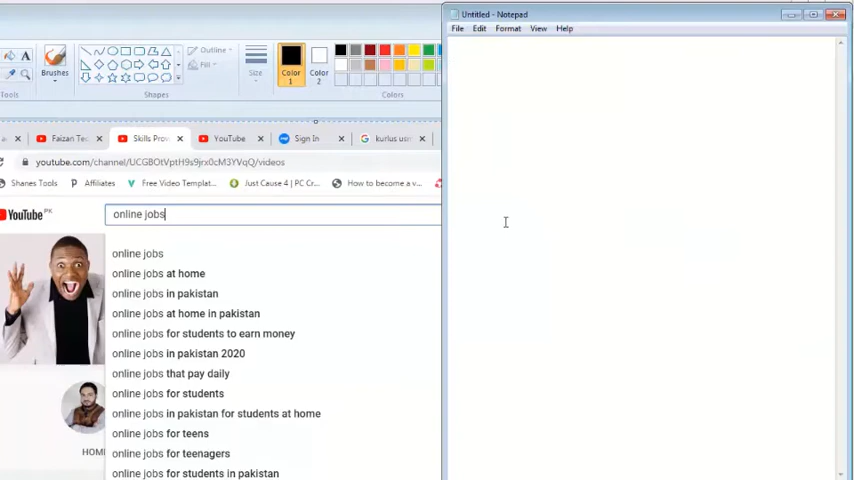 Untitled - Notepad
File Edit Format View Help
Brushes
Outline
Fill
Size
Color
1
Color
2
Tools
Shapes
Colors
Faizan Tec
Skills Prov
YouTube
Sign In
kurlus usm
youtube.com/channel/UCGBOtVptH9s9jrx0cM3YVqQ/videos
Shanes Tools
Affiliates
Free Video Templat...
Just Cause 4 | PC Cr...
How to become a v...
YouTube PK
online jobs
online jobs
online jobs at home
online jobs in pakistan
online jobs at home in pakistan
online jobs for students to earn money
online jobs in pakistan 2020
online jobs that pay daily
online jobs for students
online jobs in pakistan for students at home
online jobs for teens
online jobs for teenagers
online jobs for students in pakistan
HOM